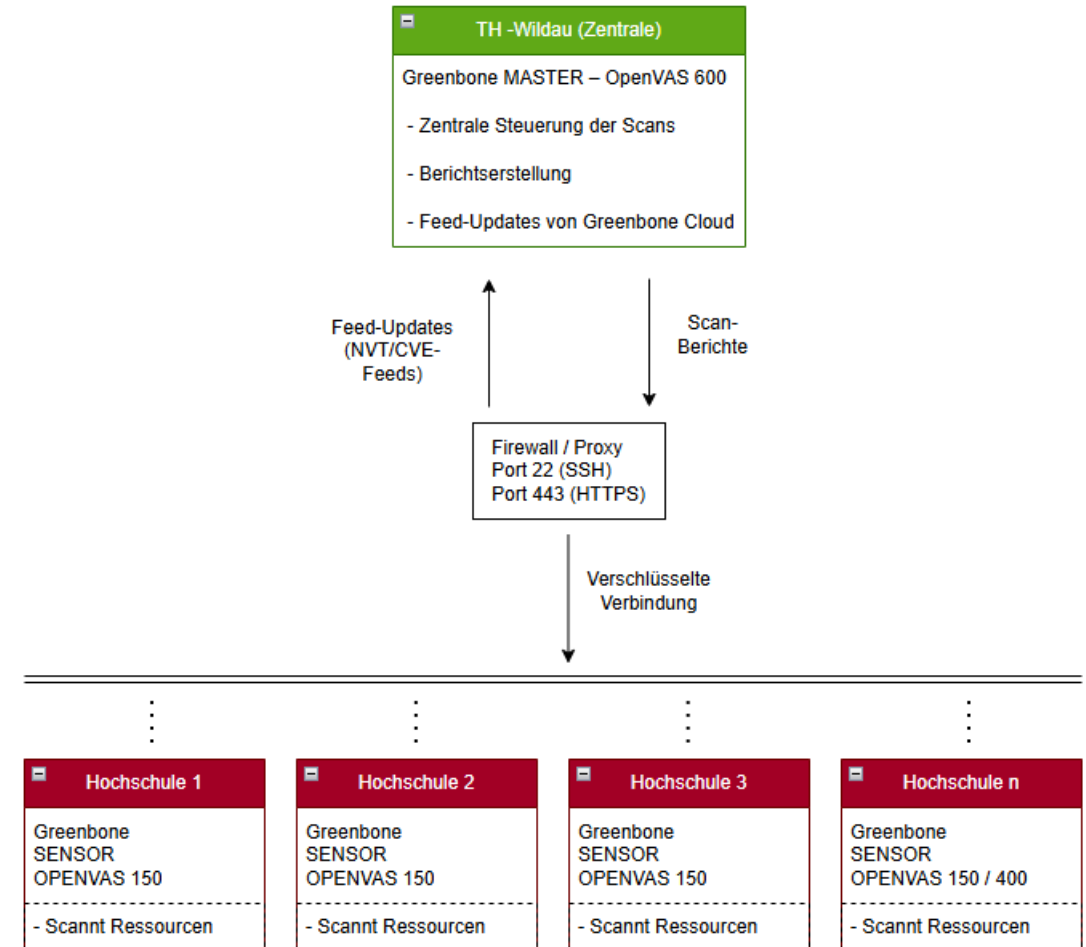 TH -Wildau (Zentrale)
Greenbone MASTER – OpenVAS 600
- Zentrale Steuerung der Scans
- Berichtserstellung
- Feed-Updates von Greenbone Cloud
Feed-Updates
(NVT/CVE-
Feeds)
Scan-
Berichte
Firewall / Proxy
Port 22 (SSH)
Port 443 (HTTPS)
Verschlüsselte
Verbindung
Hochschule 1
Greenbone
SENSOR
OPENVAS 150
- Scannt Ressourcen
Hochschule 2
Greenbone
SENSOR
OPENVAS 150
- Scannt Ressourcen
Hochschule 3
Greenbone
SENSOR
OPENVAS 150
- Scannt Ressourcen
Hochschule n
Greenbone
SENSOR
OPENVAS 150 / 400
- Scannt Ressourcen